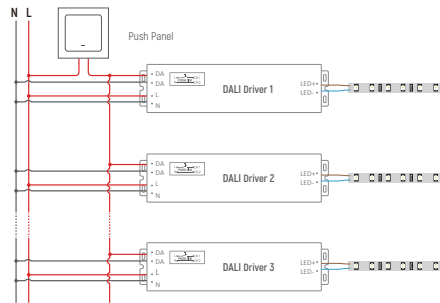 N L
Push Panel
DA
DA
L
N
DALI Driver 1
LED+
LED-
DA
DA
L
N
DALI Driver 2
LED+
LED-
DA
DA
L
N
DALI Driver 3
LED+
LED-